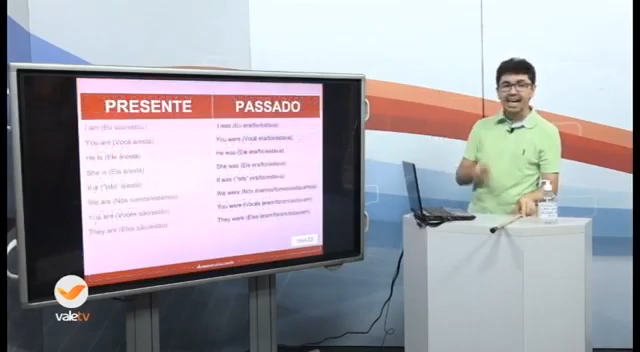 PRESENTE PASSADO
I am (Eu sou/estou) I was (Eu era/fui/estava)
You are (Você é/está) You were (Você era/foi/estava)
He is (Ele é/está) He was (Ele era/foi/estava)
She is (Ela é/está) She was (Ela era/foi/estava)
It is ("Isto" é/está) It was ("Isto" era/foi/estava)
We are (Nós somos/estamos) We were (Nós
You are (Vocês são/estão) You were (Vocês eram/foram/estavam)
They are (Eles são/estão) They were (Eles eram/foram/estavam)
valetv